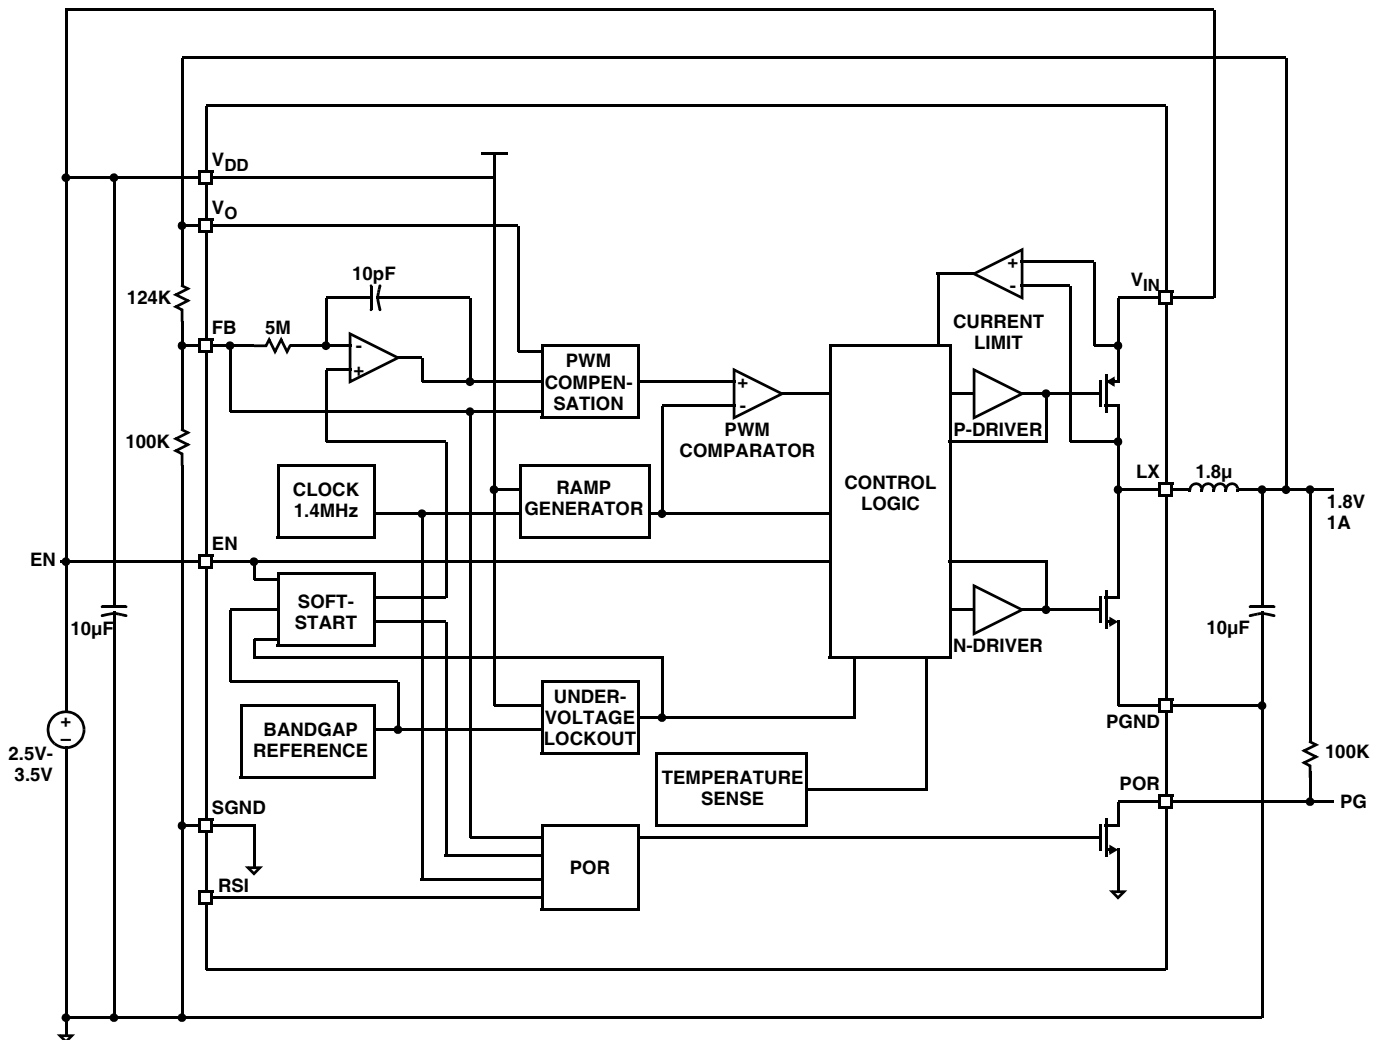 VDD
VO
10pF
124K
FB
5M
-
+
PWM
COMPEN-
SATION
+
-
PWM
COMPARATOR
+
-
CURRENT
LIMIT
VIN
P-DRIVER
100K
CLOCK
1.4MHz
RAMP
GENERATOR
CONTROL
LOGIC
LX
1.8µ
1.8V
1A
EN
EN
SOFT-
START
10µF
N-DRIVER
10µF
UNDER-
VOLTAGE
LOCKOUT
BANDGAP
REFERENCE
+
–
2.5V-
3.5V
PGND
100K
TEMPERATURE
SENSE
POR
PG
SGND
POR
RSI